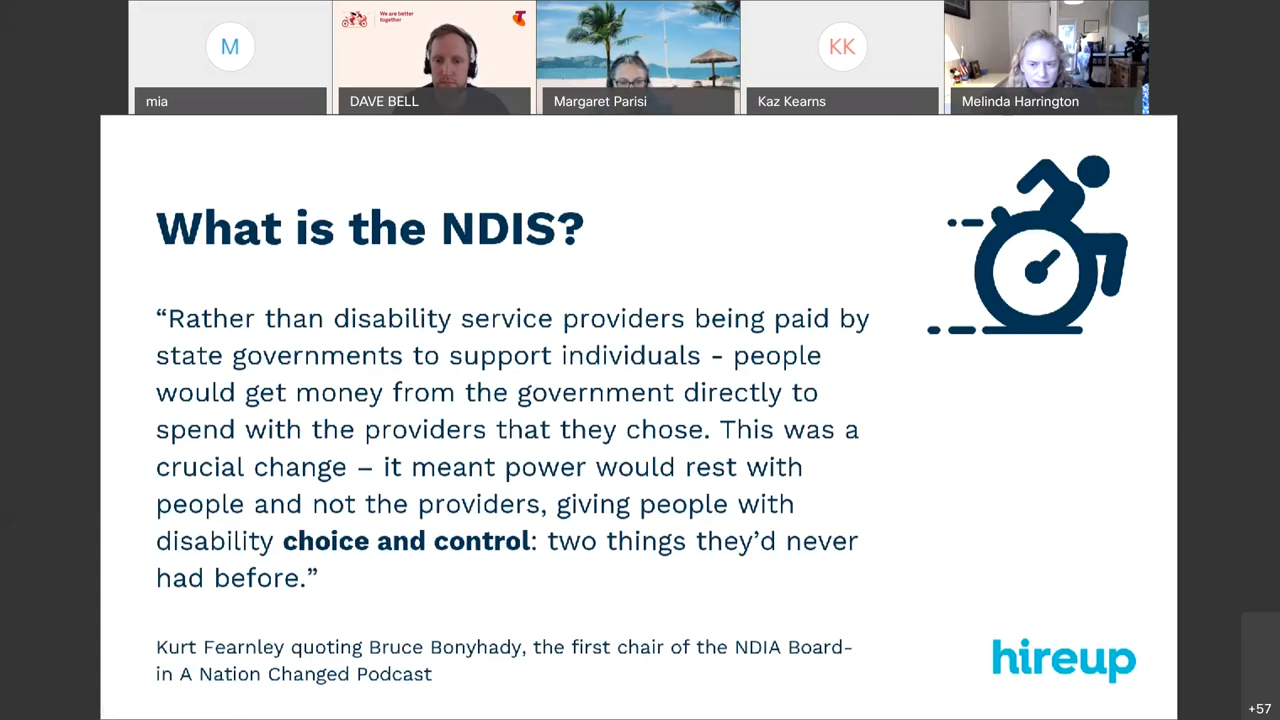 M
We are better
together
KK
mia
DAVE BELL
Margaret Parisi
Kaz Kearns
Melinda Harrington
What is the NDIS?
“Rather than disability service providers being paid by
state governments to support individuals - people
would get money from the government directly to
spend with the providers that they chose. This was a
crucial change – it meant power would rest with
people and not the providers, giving people with
disability choice and control: two things they’d never
had before.”
Kurt Fearnley quoting Bruce Bonyhady, the first chair of the NDIA Board-
in A Nation Changed Podcast
hireup
+57